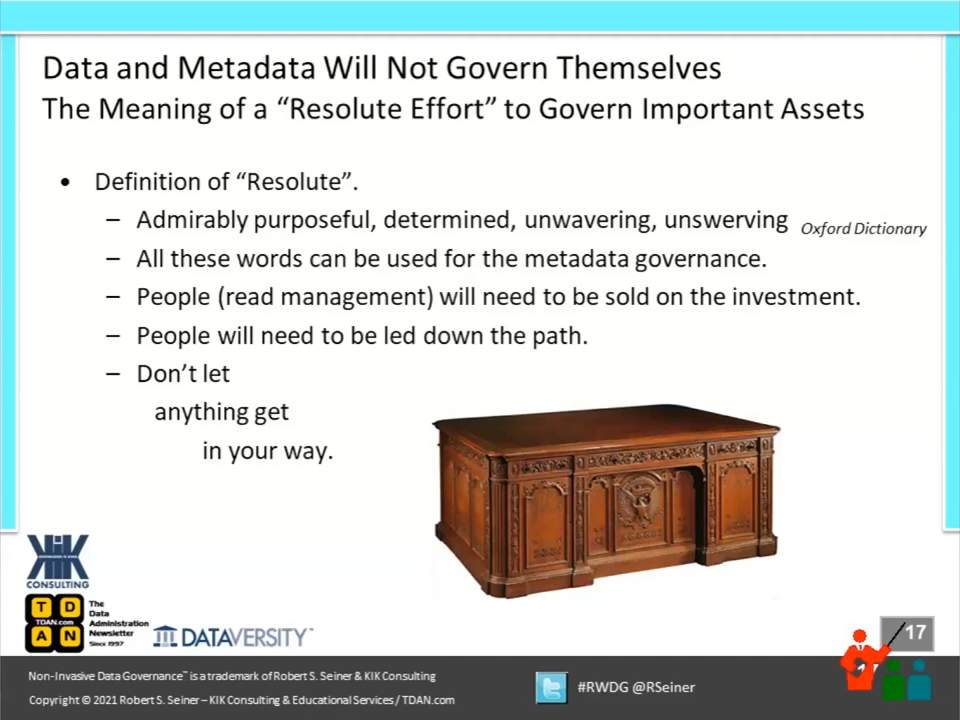 Data and Metadata Will Not Govern Themselves
The Meaning of a “Resolute Effort” to Govern Important Assets
• Definition of “Resolute”.
– Admirably purposeful, determined, unwavering, unswerving Oxford Dictionary
– All these words can be used for the metadata governance.
– People (read management) will need to be sold on the investment.
– People will need to be led down the path.
– Don’t let
anything get
in your way.
KIK
CONSULTING
T D
TDAN.com
A N
The
Data
Administration
Newsletter
Since 1997
DATAVERSITY™
17
Non-Invasive Data Governance™ is a trademark of Robert S. Seiner & KIK Consulting
Copyright © 2021 Robert S. Seiner – KIK Consulting & Educational Services / TDAN.com
#RWDG @RSeiner